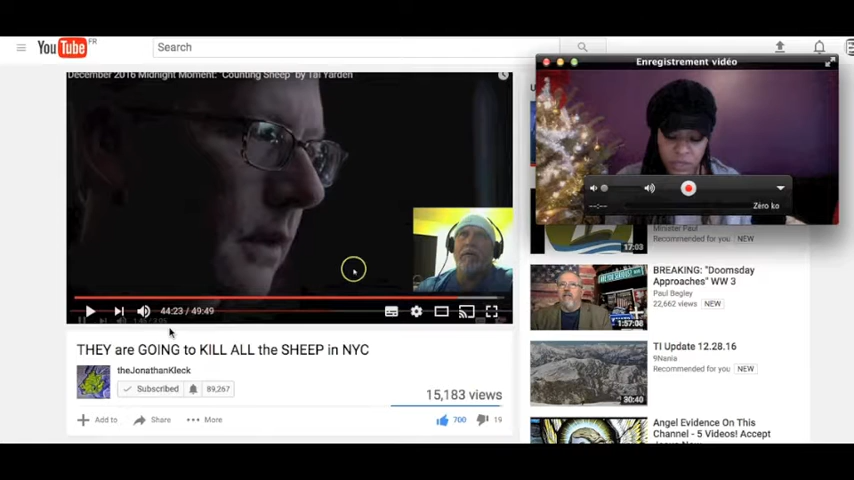 YouTube FR
Search
Enregistrement vidéo
December 2016 Midnight Moment: "Counting Sheep" by Tal Yarden
--:--
Zéro ko
Minister Paul
Recommended for you NEW
17:03
BREAKING: "Doomsday
Approaches" WW 3
Paul Begley
22,662 views NEW
1:57:08
44:23 / 49:49
THEY are GOING to KILL ALL the SHEEP in NYC
theJonathanKleck
Subscribed 89,267
15,183 views
Add to Share More 700 19
TI Update 12.28.16
9Nania
Recommended for you NEW
30:40
Angel Evidence On This
Channel - 5 Videos! Accept